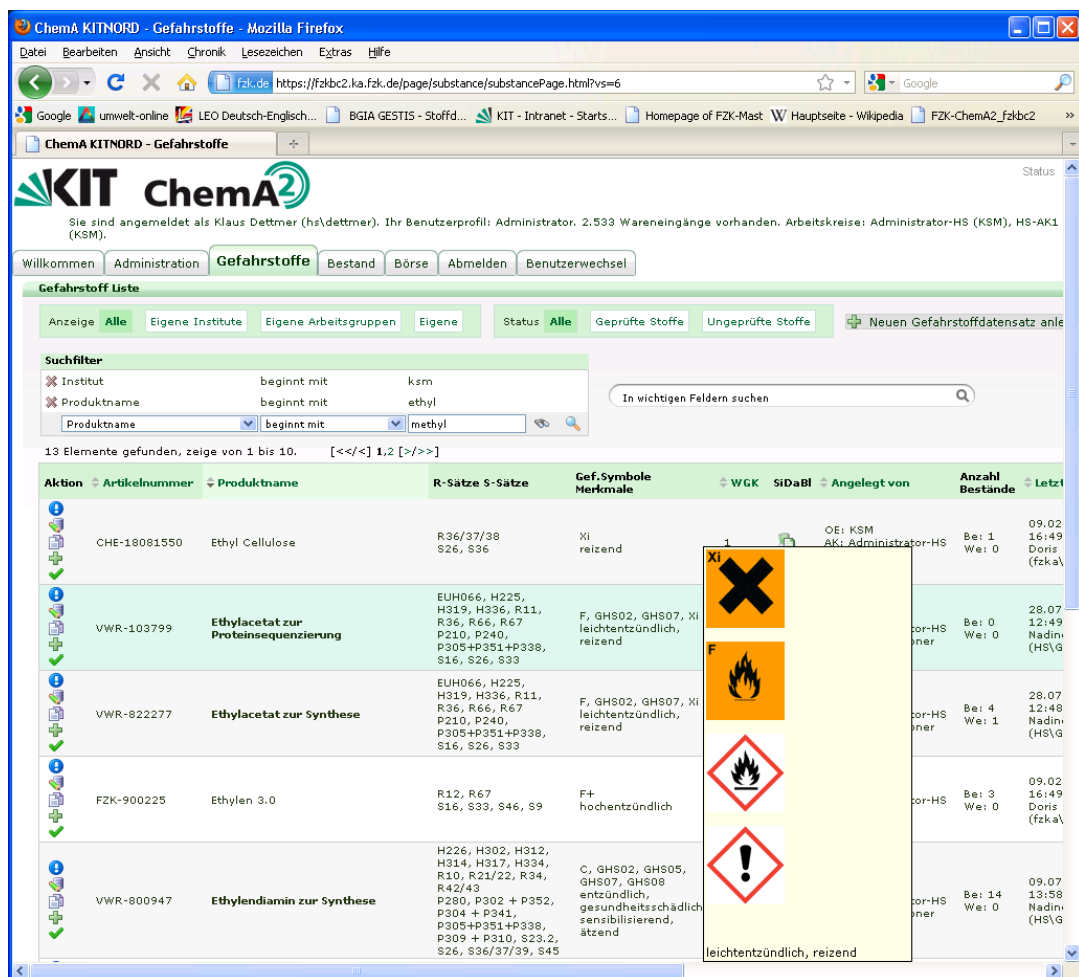 ChemA KITNORD - Gefahrstoffe - Mozilla Firefox
Datei Bearbeiten Ansicht Chronik Lesezeichen Extras Hilfe
fzk.de https://fzkbc2.ka.fzk.de/page/substance/substancePage.html?vs=6
Google
Google umwelt-online LEO Deutsch-Englisch... BGIA GESTIS - Stoffd... KIT - Intranet - Starts... Homepage of FZK-Mast W Hauptseite - Wikipedia FZK-ChemA2_fzkbc2 »
ChemA KITNORD - Gefahrstoffe
Status
KIT ChemA2
Sie sind angemeldet als Klaus Dettmer (hs\dettmer). Ihr Benutzerprofil: Administrator. 2.533 Wareneingänge vorhanden. Arbeitskreise: Administrator-HS (KSM), HS-AK1
(KSM).
Willkommen Administration Gefahrstoffe Bestand Börse Abmelden Benutzerwechsel
Gefahrstoff Liste
Anzeige Alle Eigene Institute Eigene Arbeitsgruppen Eigene Status Alle Geprüfte Stoffe Ungeprüfte Stoffe Neuen Gefahrstoffdatensatz anle
Suchfilter
Institut beginnt mit ksm
Produktname beginnt mit ethyl
In wichtigen Feldern suchen
Produktname beginnt mit methyl
13 Elemente gefunden, zeige von 1 bis 10. [<</<] 1,2 [>/>>]
Aktion Artikelnummer Produktname R-Sätze S-Sätze Gef.Symbole Merkmale WGK SiDaBl Angelegt von Anzahl Bestände Letzt
CHE-18081550 Ethyl Cellulose
R36/37/38
S26, S36
Xi
reizend
1
OE: KSM
AK: Administrator-HS
Be: 1
We: 0
09.02
16:49
Doris
(fzka\
VWR-103799
Ethylacetat zur
Proteinsequenzierung
EUH066, H225,
H319, H336, R11,
R36, R66, R67
P210, P240,
P305+P351+P338,
S16, S26, S33
F, GHS02, GHS07, Xi
leichtentzündlich,
reizend
tor-HS
oner
Be: 0
We: 0
28.07
12:49
Nadine
(HS\G
VWR-822277 Ethylacetat zur Synthese
EUH066, H225,
H319, H336, R11,
R36, R66, R67
P210, P240,
P305+P351+P338,
S16, S26, S33
F, GHS02, GHS07, Xi
leichtentzündlich,
reizend
tor-HS
oner
Be: 4
We: 1
28.07
12:48
Nadine
(HS\G
FZK-900225 Ethylen 3.0
R12, R67
S16, S33, S46, S9
F+
hochentzündlich
tor-HS
Be: 3
We: 0
09.02
16:49
Doris
(fzka\
VWR-800947 Ethylendiamin zur Synthese
H226, H302, H312,
H314, H317, H334,
R10, R21/22, R34,
R42/43
P280, P302 + P352,
P304 + P341,
P305+P351+P338,
P309 + P310, S23.2,
S26, S36/37/39, S45
C, GHS02, GHS05,
GHS07, GHS08
entzündlich,
gesundheitsschädlich
sensibilisierend,
ätzend
tor-HS
oner
Be: 14
We: 0
09.07
13:58
Nadine
(HS\G
Xi
F
leichtentzündlich, reizend